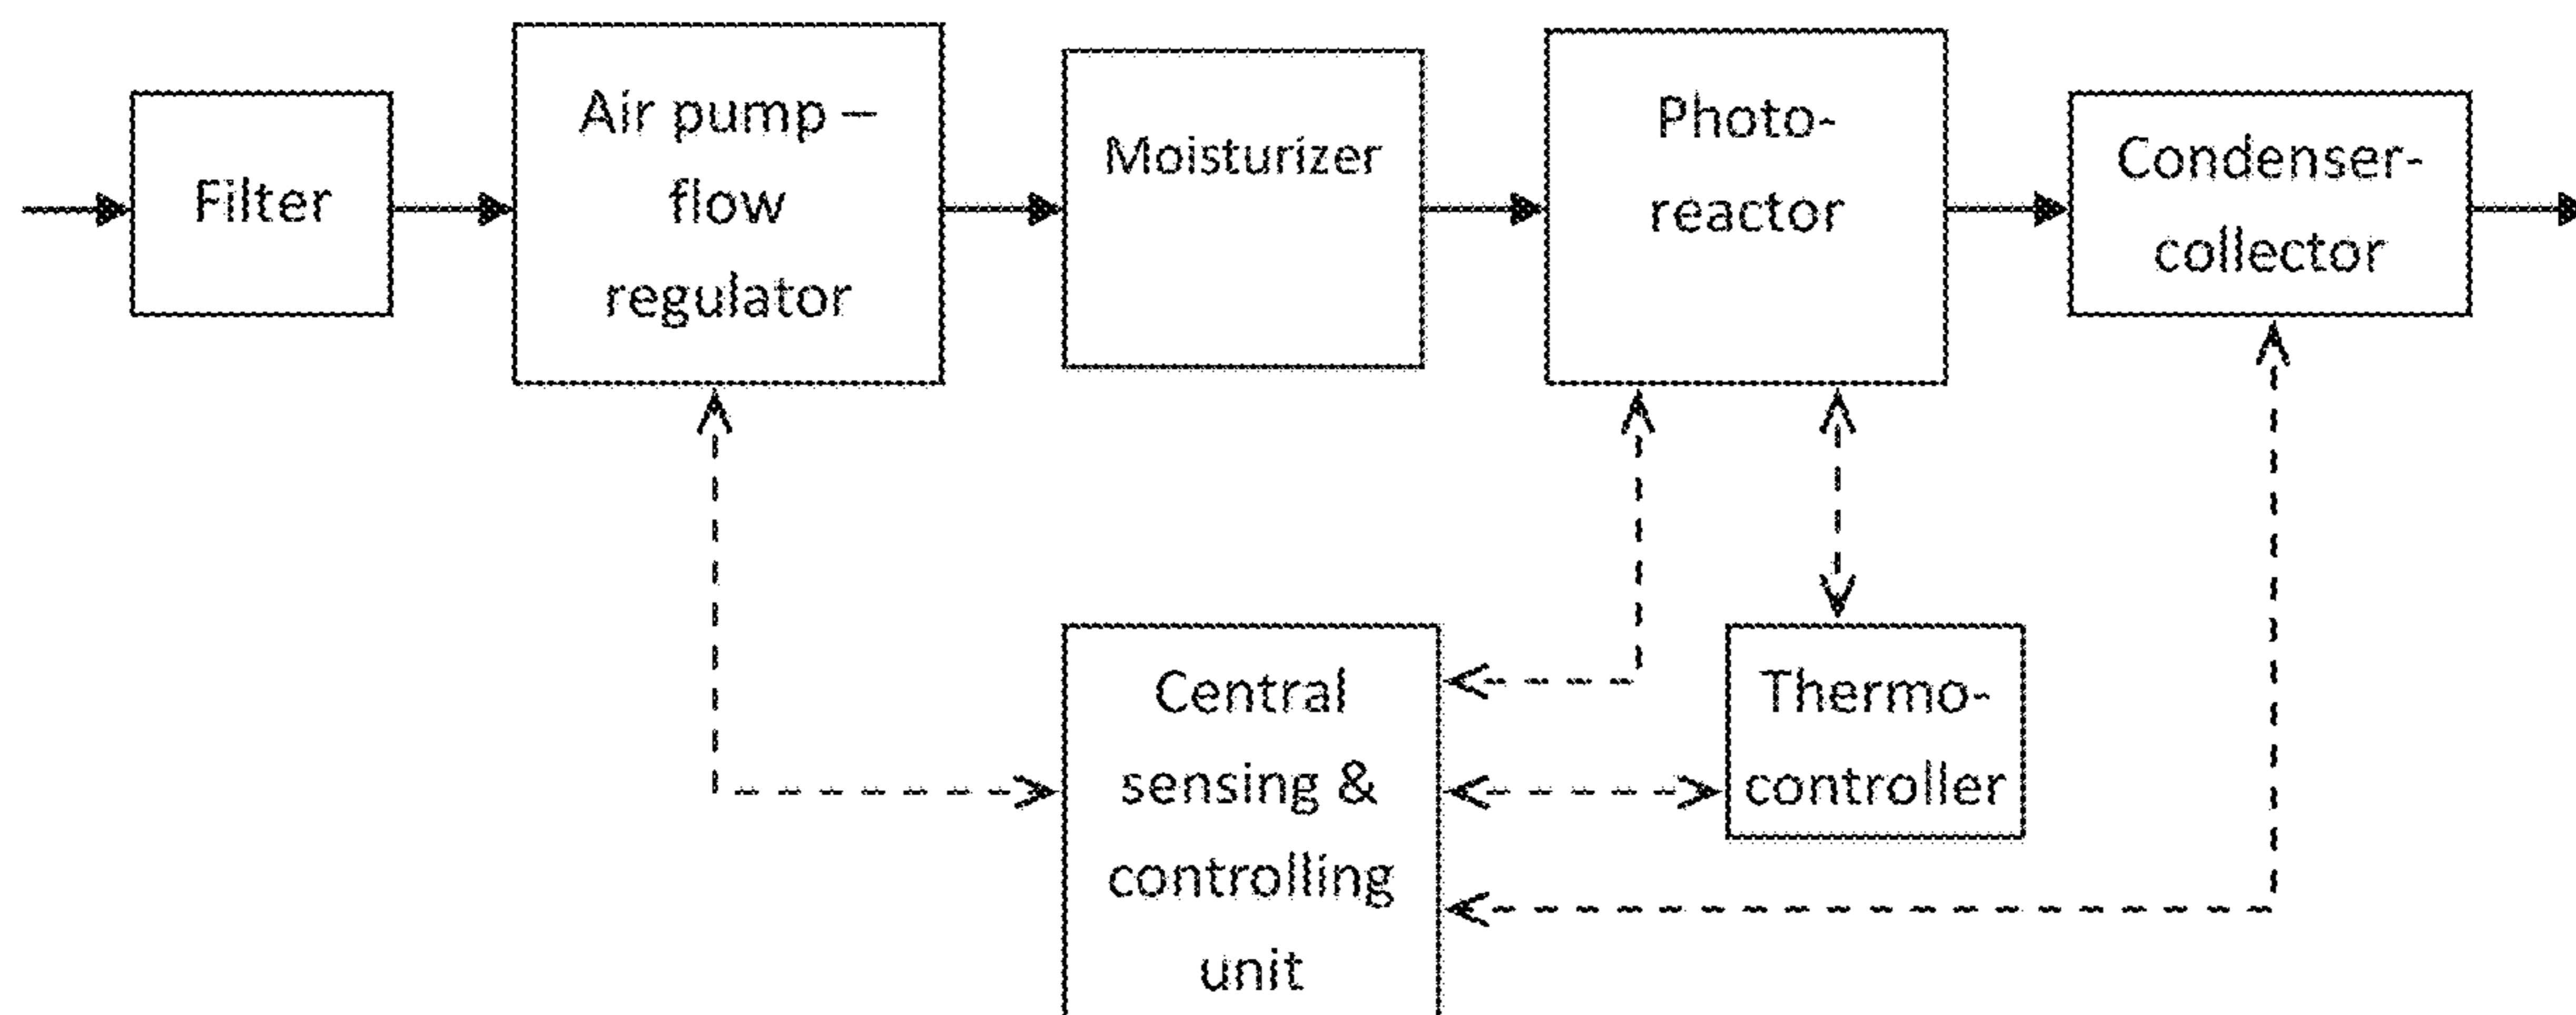 Filter
Air pump –
flow
regulator
Moisturizer
Photo-
reactor
Condenser-
collector
Central
sensing &
controlling
unit
Thermo-
controller